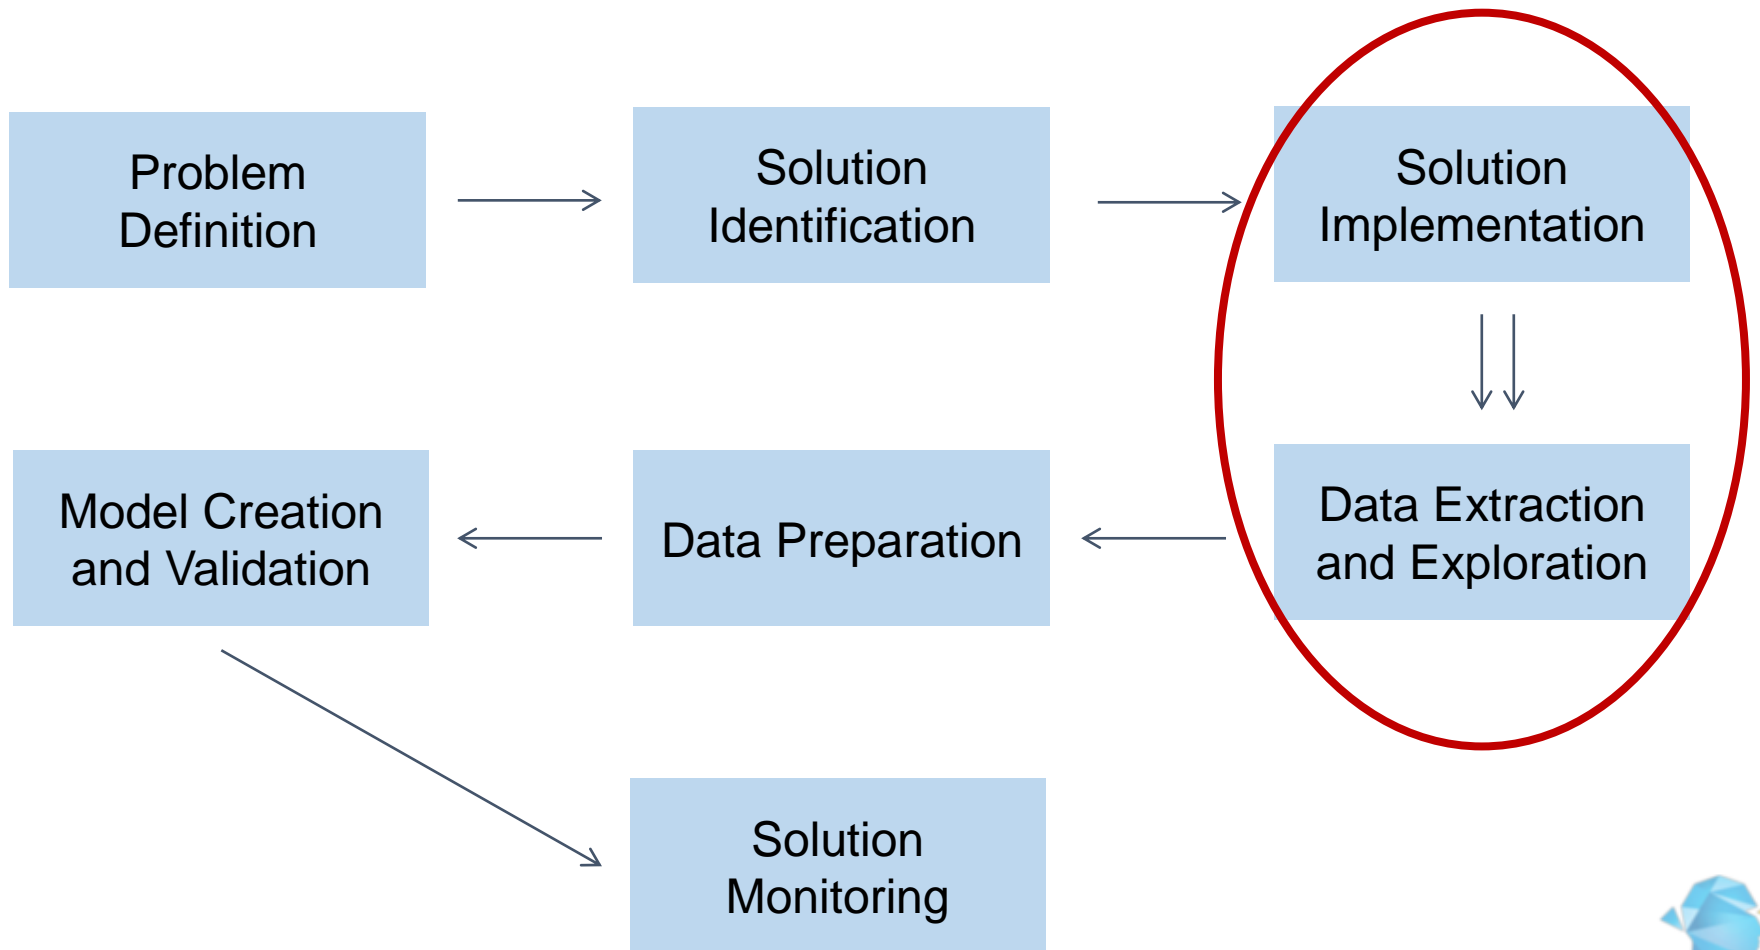 Problem
Definition
Solution
Identification
Solution
Implementation
Model Creation
and Validation
Data Preparation
Data Extraction
and Exploration
Solution
Monitoring